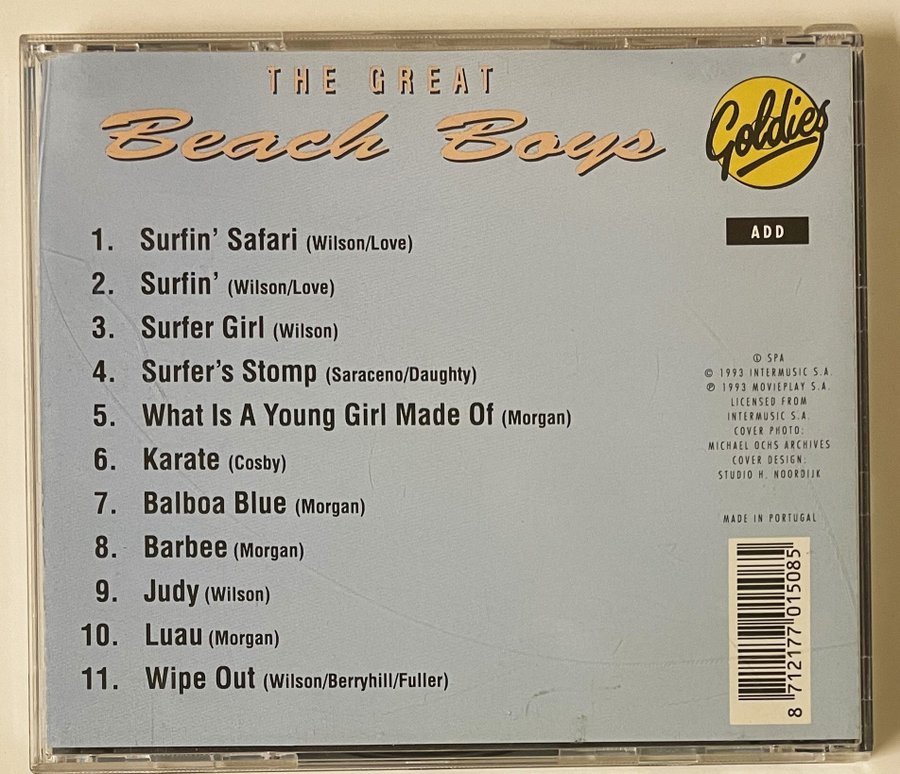 THE GREAT
Beach Boys
Goldies
ADD
1. Surfin' Safari (Wilson/Love)
2. Surfin' (Wilson/Love)
3. Surfer Girl (Wilson)
4. Surfer's Stomp (Saraceno/Daughty)
5. What Is A Young Girl Made Of (Morgan)
6. Karate (Cosby)
7. Balboa Blue (Morgan)
8. Barbee (Morgan)
9. Judy (Wilson)
10. Luau (Morgan)
11. Wipe Out (Wilson/Berryhill/Fuller)
SPA
© 1993 INTERMUSIC S.A.
℗ 1993 MOVIEPLAY S.A.
LICENSED FROM
INTERMUSIC S.A.
COVER PHOTO:
MICHAEL OCHS ARCHIVES
COVER DESIGN:
STUDIO H. NOORDIJK
MADE IN PORTUGAL
8 712177 015085